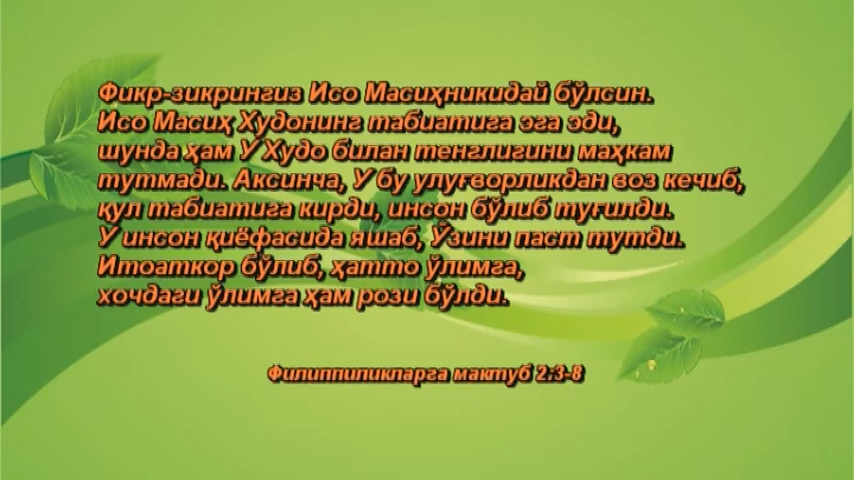 Фикр-зикрингиз Исо Масиҳникидай бўлсин.
Исо Масиҳ Худонинг табиатига эга эди,
шунда ҳам У Худо билан тенглигини маҳкам
тутмади. Аксинча, У бу улуғворликдан воз кечиб,
қул табиатига кирди, инсон бўлиб туғилди.
У инсон қиёфасида яшаб, Ўзини паст тутди.
Итоаткор бўлиб, ҳатто ўлимга,
хочдаги ўлимга ҳам рози бўлди.
Филиппиликларга мактуб 2:3-8